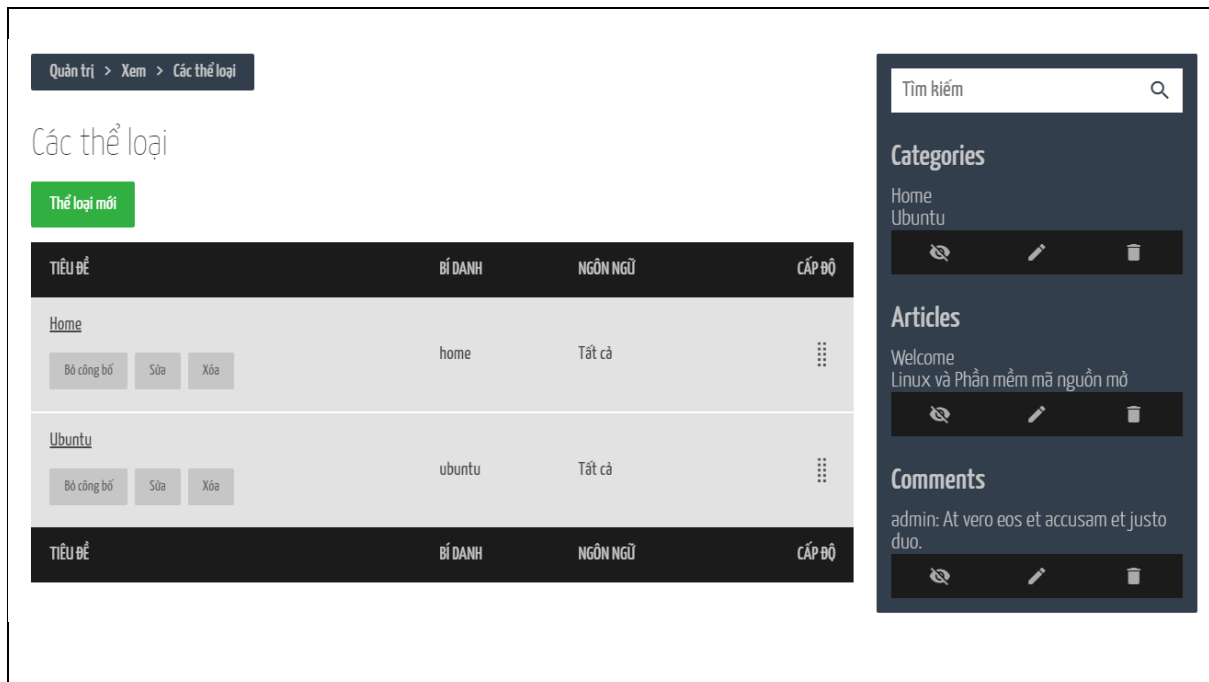 Quản trị > Xem > Các thể loại
Các thể loại
Thể loại mới
TIÊU ĐỀ BÍ DANH NGÔN NGỮ CẤP ĐỘ
Home
home Tất cả
Bỏ công bố Sửa Xóa
Ubuntu
ubuntu Tất cả
Bỏ công bố Sửa Xóa
TIÊU ĐỀ BÍ DANH NGÔN NGỮ CẤP ĐỘ
Tìm kiếm
Categories
Home
Ubuntu
Articles
Welcome
Linux và Phần mềm mã nguồn mở
Comments
admin: At vero eos et accusam et justo
duo.